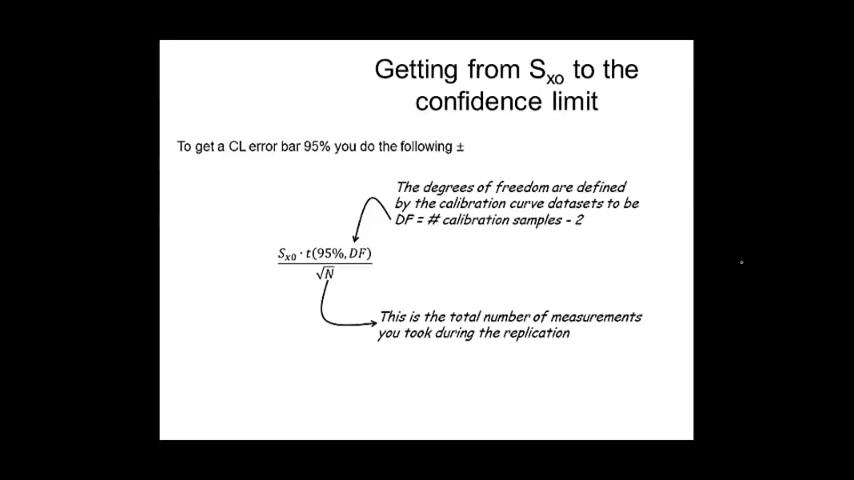 Getting from Sxo to the
confidence limit
To get a CL error bar 95% you do the following ±
The degrees of freedom are defined
by the calibration curve datasets to be
DF = # calibration samples - 2
Sx0 · t(95%, DF)
√N
This is the total number of measurements
you took during the replication